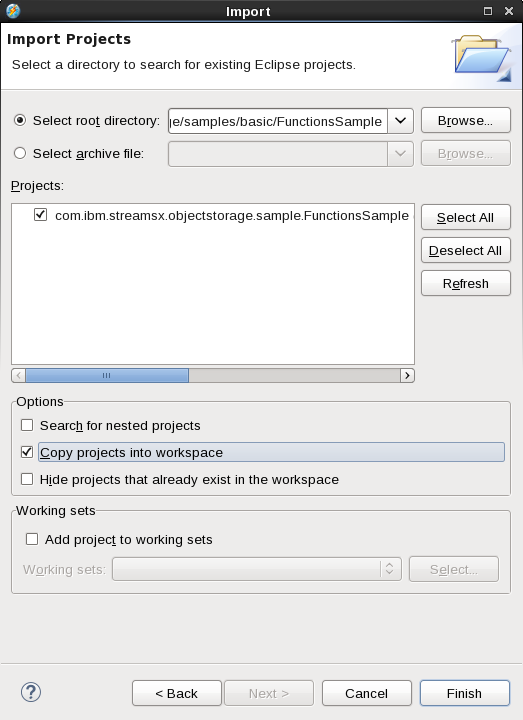 Import
Import Projects
Select a directory to search for existing Eclipse projects.
Select root directory: ge/samples/basic/FunctionsSample Browse...
Select archive file: Browse...
Projects:
com.ibm.streamsx.objectstorage.sample.FunctionsSample
Select All
Deselect All
Refresh
Options
Search for nested projects
Copy projects into workspace
Hide projects that already exist in the workspace
Working sets
Add project to working sets
Working sets: Select...
? < Back Next > Cancel Finish